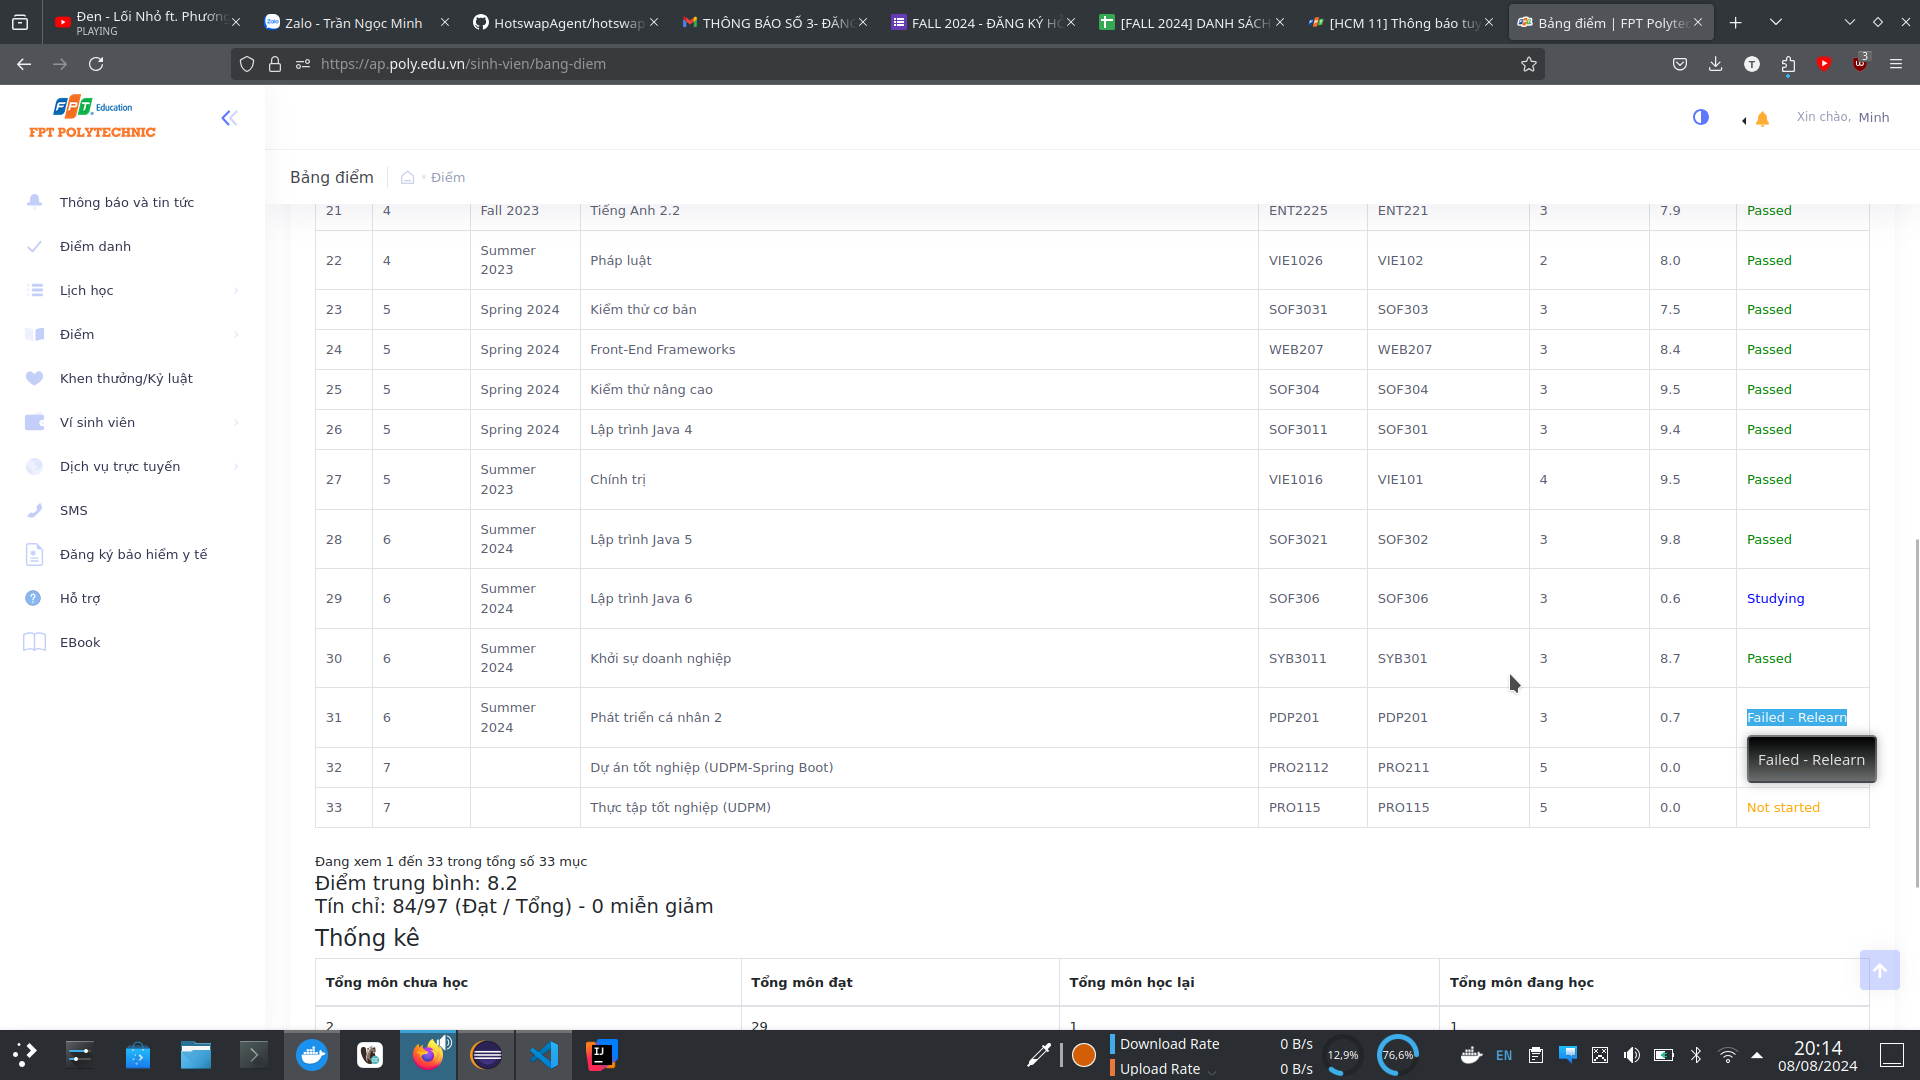 Đen - Lối Nhỏ ft. Phương
PLAYING
Zalo - Trần Ngọc Minh
HotswapAgent/hotswap
THÔNG BÁO SỐ 3- ĐĂNG
FALL 2024 - ĐĂNG KÝ HỌ
[FALL 2024] DANH SÁCH
[HCM 11] Thông báo tuy
Bảng điểm | FPT Polytec
https://ap.poly.edu.vn/sinh-vien/bang-diem
3
FPT Education
FPT POLYTECHNIC
Xin chào, Minh
Bảng điểm
Điểm
Thông báo và tin tức
Điểm danh
Lịch học
Điểm
Khen thưởng/Kỷ luật
Ví sinh viên
Dịch vụ trực tuyến
SMS
Đăng ký bảo hiểm y tế
Hỗ trợ
EBook
21 4 Fall 2023 Tiếng Anh 2.2 ENT2225 ENT221 3 7.9 Passed
22 4 Summer 2023 Pháp luật VIE1026 VIE102 2 8.0 Passed
23 5 Spring 2024 Kiểm thử cơ bản SOF3031 SOF303 3 7.5 Passed
24 5 Spring 2024 Front-End Frameworks WEB207 WEB207 3 8.4 Passed
25 5 Spring 2024 Kiểm thử nâng cao SOF304 SOF304 3 9.5 Passed
26 5 Spring 2024 Lập trình Java 4 SOF3011 SOF301 3 9.4 Passed
27 5 Summer 2023 Chính trị VIE1016 VIE101 4 9.5 Passed
28 6 Summer 2024 Lập trình Java 5 SOF3021 SOF302 3 9.8 Passed
29 6 Summer 2024 Lập trình Java 6 SOF306 SOF306 3 0.6 Studying
30 6 Summer 2024 Khởi sự doanh nghiệp SYB3011 SYB301 3 8.7 Passed
31 6 Summer 2024 Phát triển cá nhân 2 PDP201 PDP201 3 0.7 Failed - Relearn
Failed - Relearn
32 7 Dự án tốt nghiệp (UDPM-Spring Boot) PRO2112 PRO211 5 0.0
33 7 Thực tập tốt nghiệp (UDPM) PRO115 PRO115 5 0.0 Not started
Đang xem 1 đến 33 trong tổng số 33 mục
Điểm trung bình: 8.2
Tín chỉ: 84/97 (Đạt / Tổng) - 0 miễn giảm
Thống kê
Tổng môn chưa học Tổng môn đạt Tổng môn học lại Tổng môn đang học
2 29 1 1
Download Rate 0 B/s
Upload Rate 0 B/s
12,9%
76,6%
EN
20:14
08/08/2024